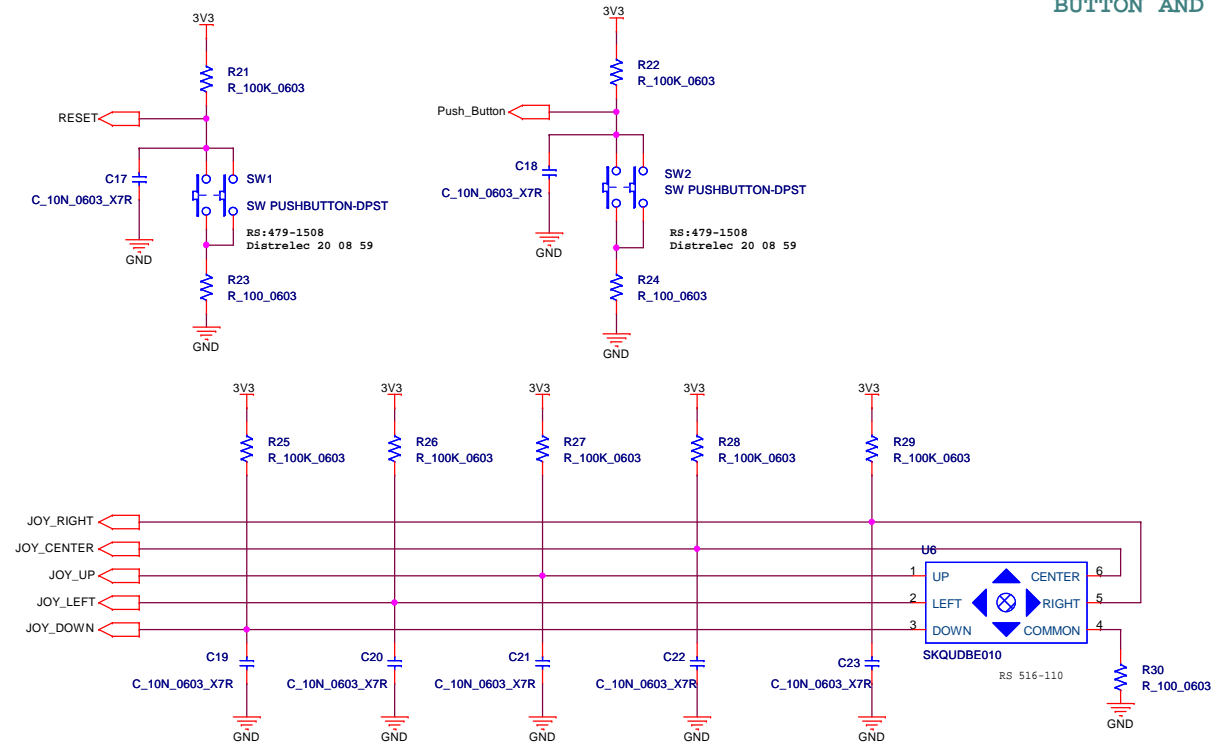 BUTTON AND
3V3
R21
R_100K_0603
RESET
C17
C_10N_0603_X7R
SW1
SW PUSHBUTTON-DPST
RS:479-1508
Distrelec 20 08 59
GND
R23
R_100_0603
GND
3V3
R22
R_100K_0603
Push_Button
C18
C_10N_0603_X7R
SW2
SW PUSHBUTTON-DPST
RS:479-1508
Distrelec 20 08 59
GND
R24
R_100_0603
GND
3V3
3V3
3V3
3V3
3V3
R25
R_100K_0603
R26
R_100K_0603
R27
R_100K_0603
R28
R_100K_0603
R29
R_100K_0603
JOY_RIGHT
JOY_CENTER
JOY_UP
JOY_LEFT
JOY_DOWN
U6
1 UP CENTER 6
2 LEFT RIGHT 5
3 DOWN COMMON 4
SKQUDBE010
RS 516-110
C19
C_10N_0603_X7R
C20
C_10N_0603_X7R
C21
C_10N_0603_X7R
C22
C_10N_0603_X7R
C23
C_10N_0603_X7R
R30
R_100_0603
GND
GND
GND
GND
GND
GND